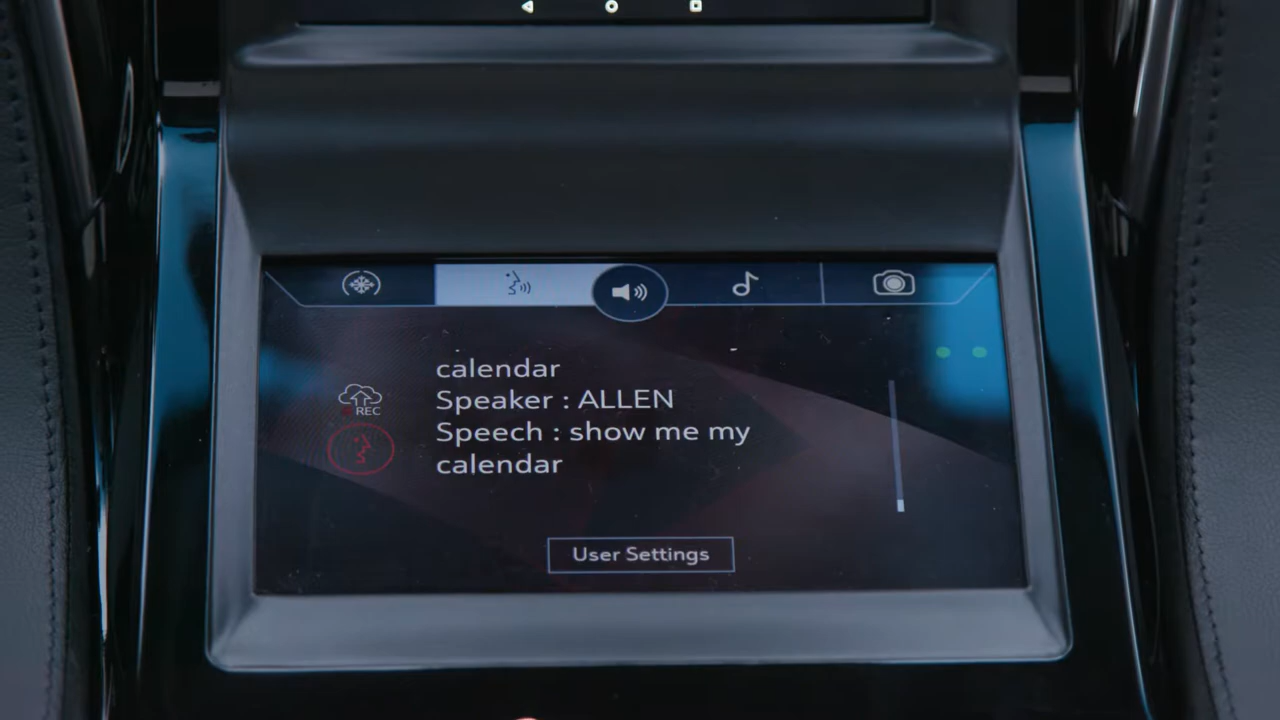 calendar
Speaker : ALLEN
Speech : show me my
calendar
REC
User Settings